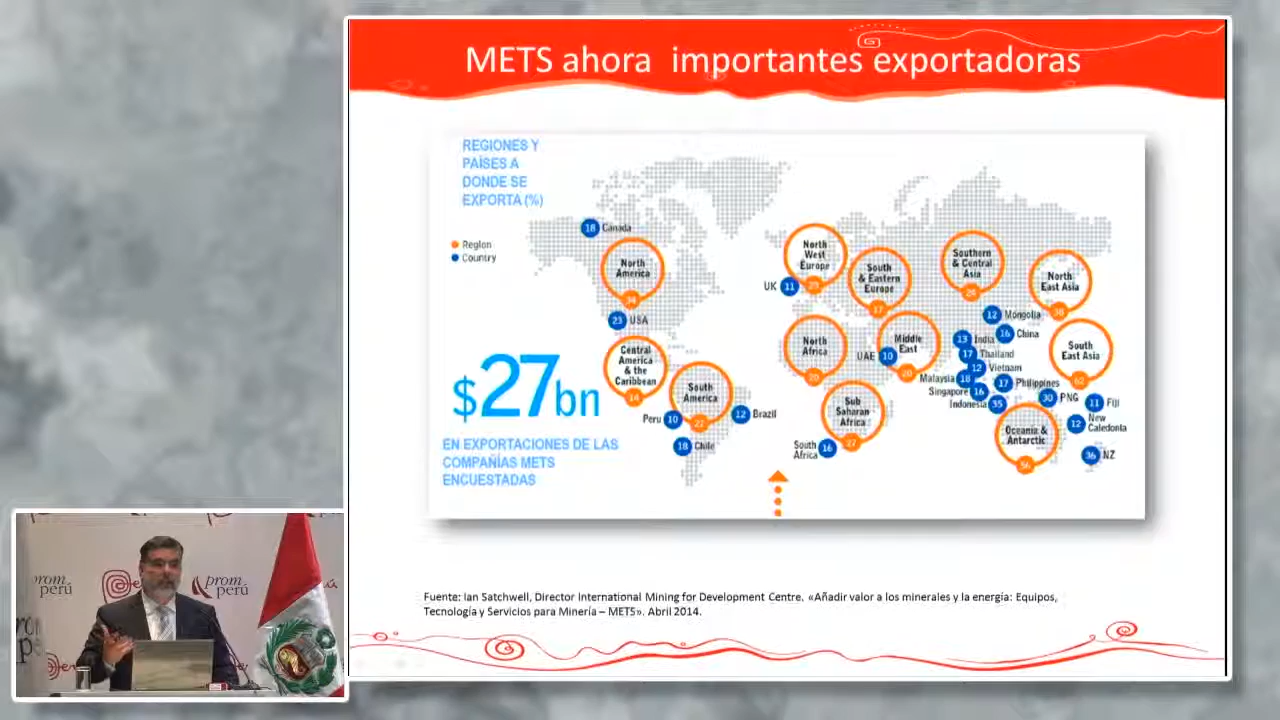 METS ahora importantes exportadoras
REGIONES Y
PAÍSES A
DONDE SE
EXPORTA (%)
Region
Country
18 Canada
North
America
34
23 USA
Central
America
& the
Caribbean
14
South
America
Peru 10
12 Brazil
18 Chile
$27bn
EN EXPORTACIONES DE LAS
COMPAÑÍAS METS
ENCUESTADAS
North
West
Europe
UK 11
South
& Eastern
Europe
17
Southern
& Central
Asia
North
East Asia
38
12 Mongolia
16 China
13 India
17 Thailand
12 Vietnam
Malaysia 18
17 Philippines
Singapore 16
Indonesia 35
30 PNG
11 Fiji
12 New
Caledonia
36 NZ
South
East Asia
62
North
Africa
20
UAE 10
Middle
East
20
Sub
Saharan
Africa
27
South
Africa 16
Oceania &
Antarctic
56
Fuente: Ian Satchwell, Director International Mining for Development Centre. «Añadir valor a los minerales y la energía: Equipos,
Tecnología y Servicios para Minería – METS». Abril 2014.
prom
perú
prom
perú